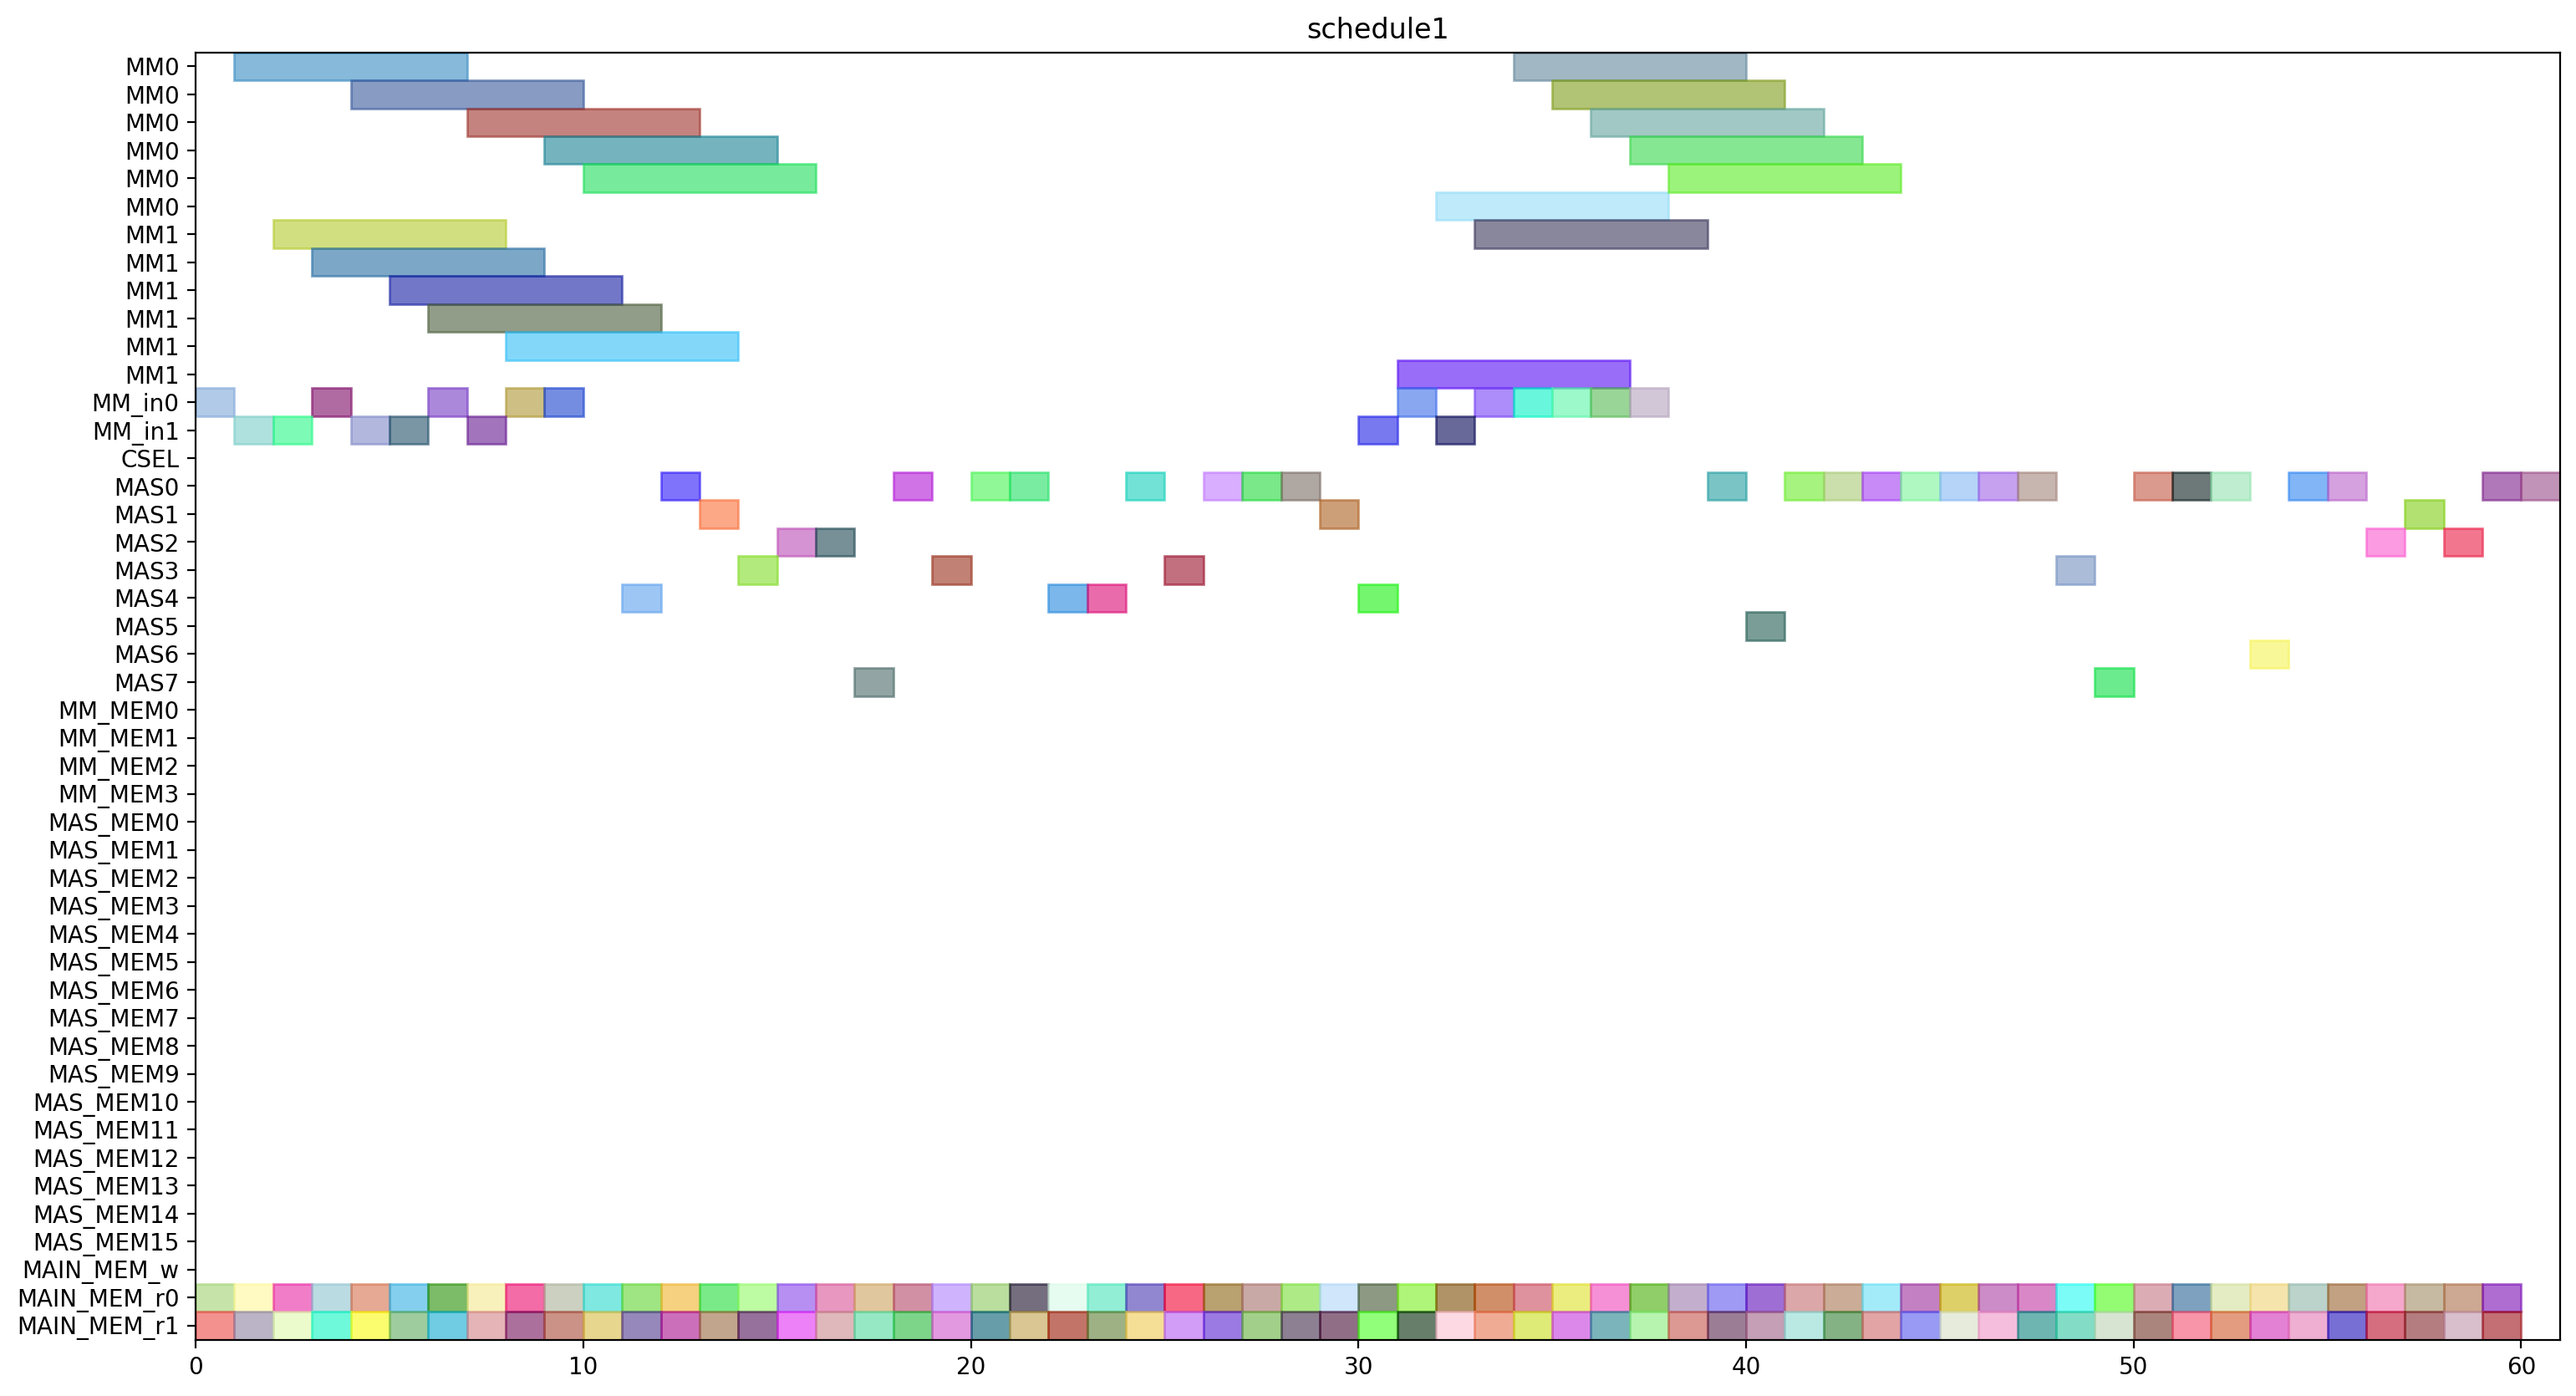 schedule1
MM0
MM0
MM0
MM0
MM0
MM0
MM1
MM1
MM1
MM1
MM1
MM1
MM_in0
MM_in1
CSEL
MAS0
MAS1
MAS2
MAS3
MAS4
MAS5
MAS6
MAS7
MM_MEM0
MM_MEM1
MM_MEM2
MM_MEM3
MAS_MEM0
MAS_MEM1
MAS_MEM2
MAS_MEM3
MAS_MEM4
MAS_MEM5
MAS_MEM6
MAS_MEM7
MAS_MEM8
MAS_MEM9
MAS_MEM10
MAS_MEM11
MAS_MEM12
MAS_MEM13
MAS_MEM14
MAS_MEM15
MAIN_MEM_w
MAIN_MEM_r0
MAIN_MEM_r1
0 10 20 30 40 50 60